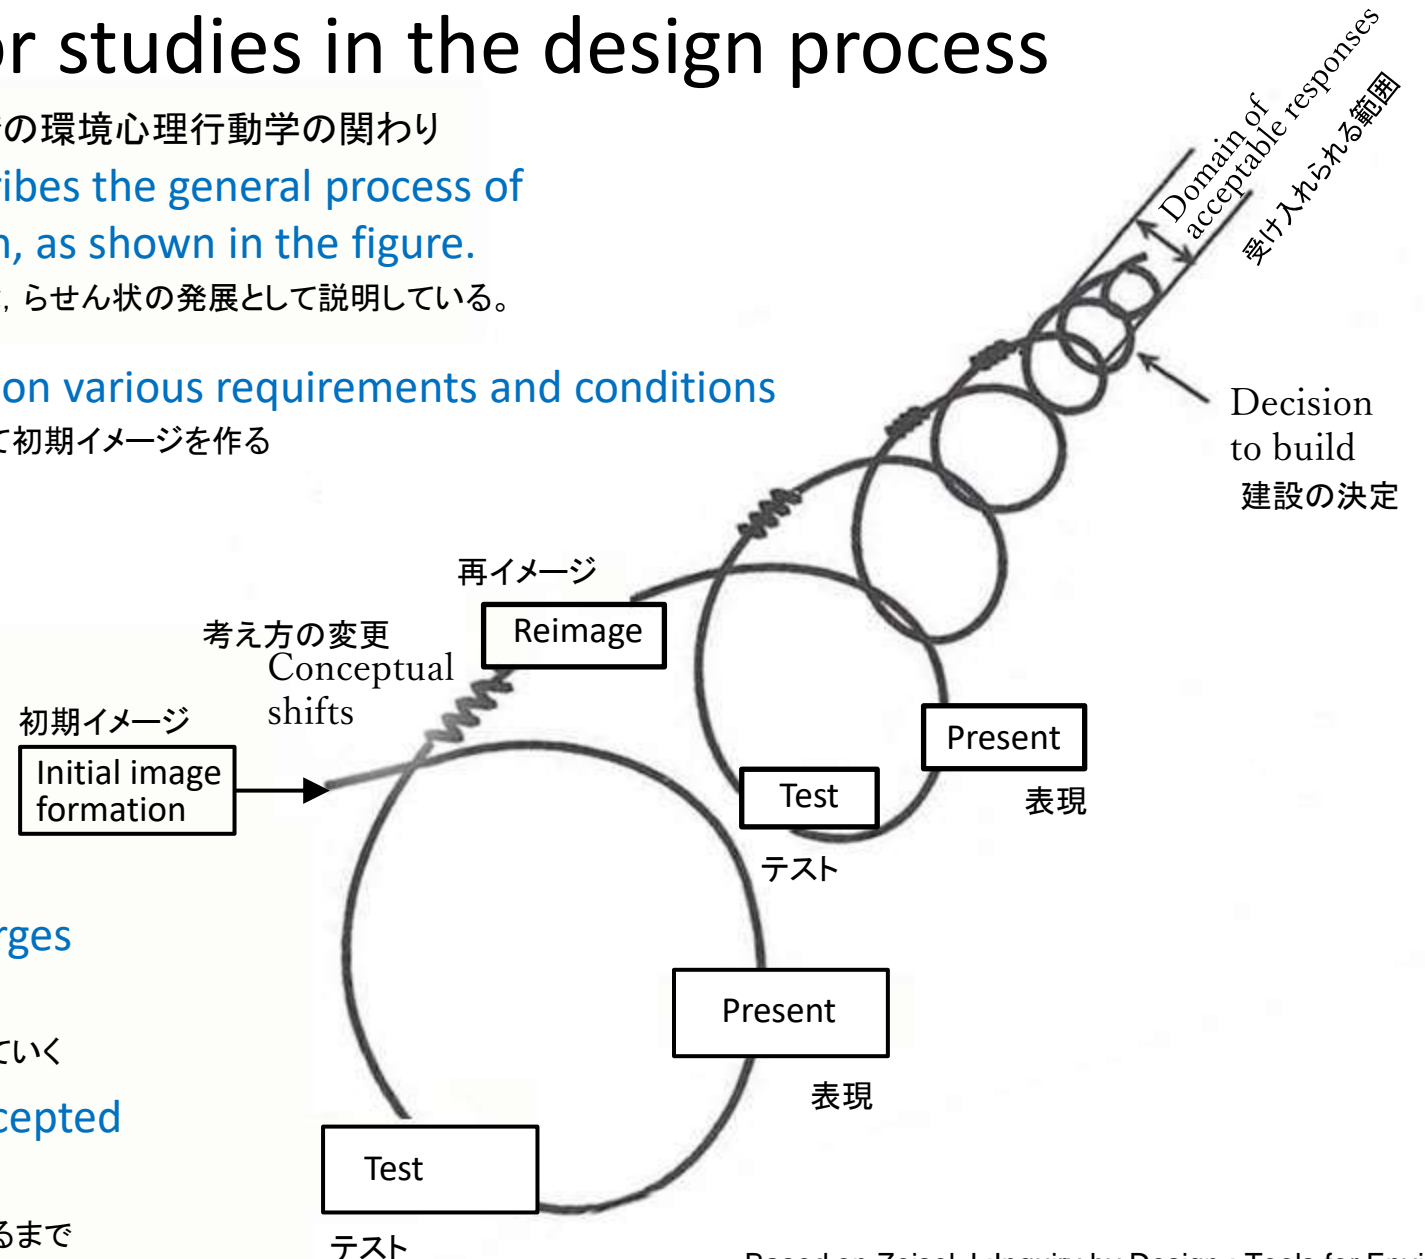 or studies in the design process
の環境心理行動学の関わり
ribes the general process of
n, as shown in the figure.
, らせん状の発展として説明している。
on various requirements and conditions
て初期イメージを作る
Domain of
acceptable responses
受け入れられる範囲
Decision
to build
建設の決定
再イメージ
Reimage
考え方の変更
Conceptual
shifts
初期イメージ
Initial image
formation
Present
表現
Test
テスト
rges
ていく
cepted
るまで
Present
表現
Test
テスト